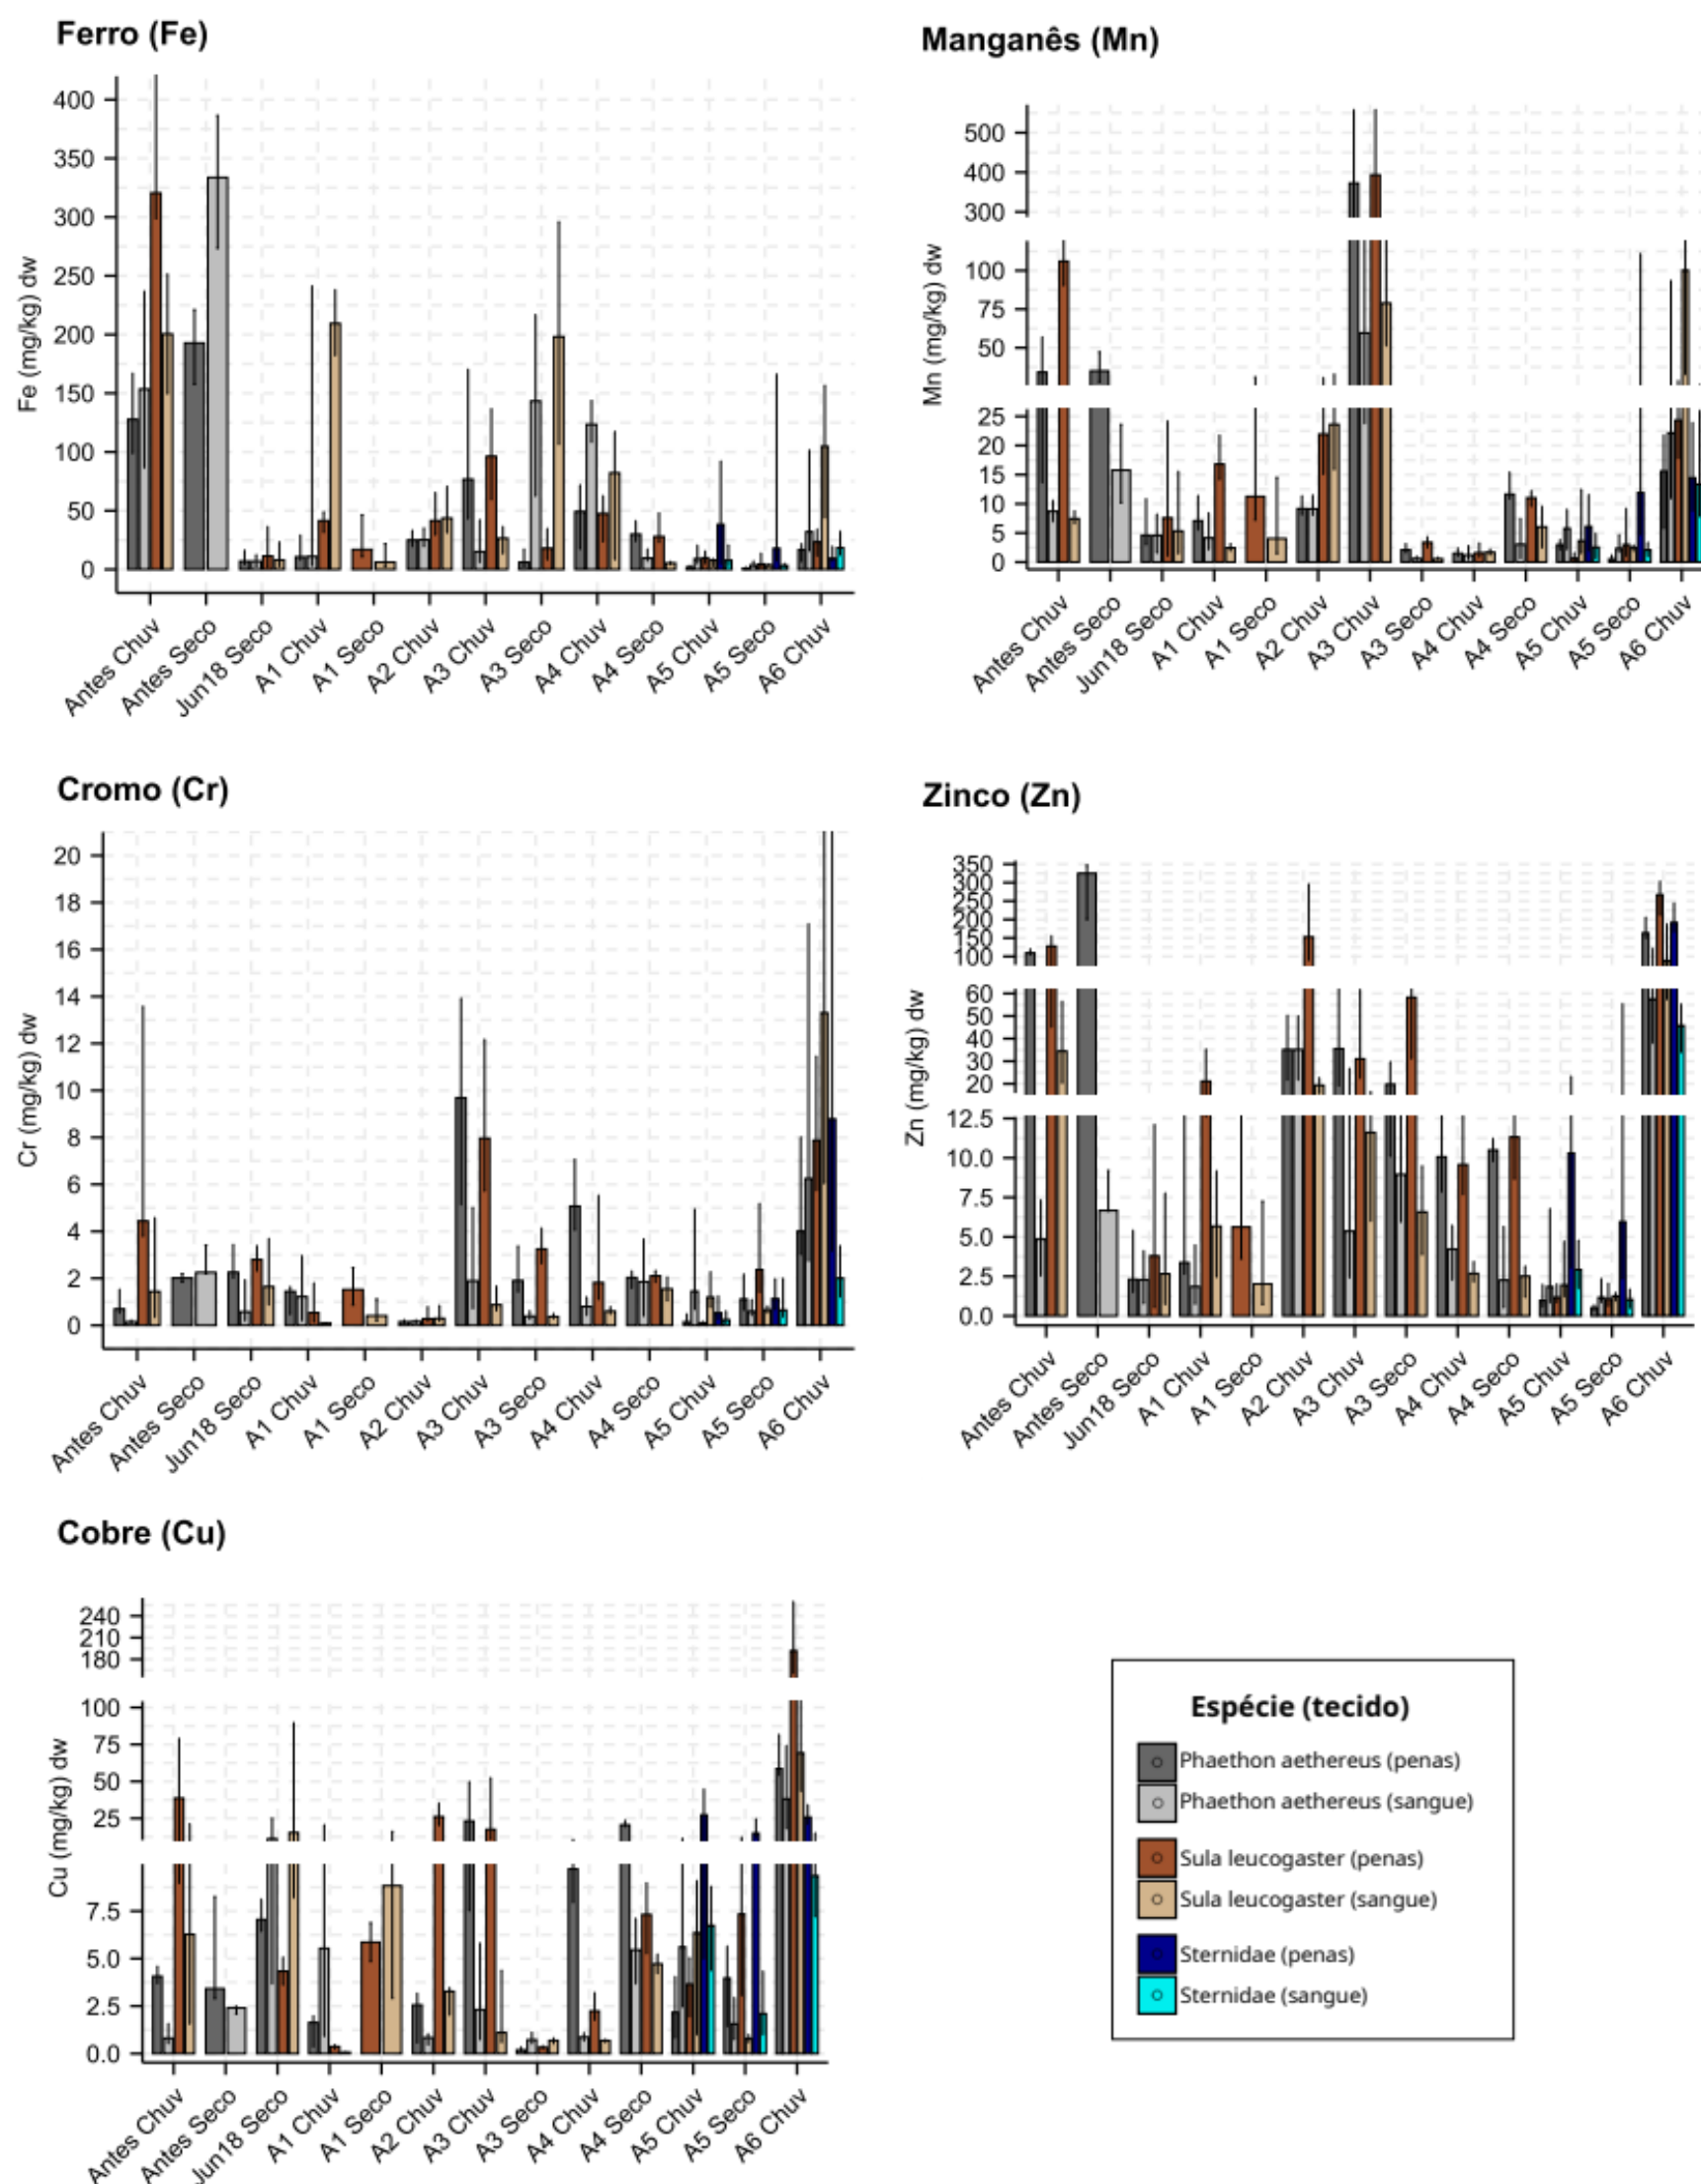 Ferro (Fe)
Fe (mg/kg) dw
400
350
300
250
200
150
100
50
0
Antes Chuv
Antes Seco
Jun18 Seco
A1 Chuv
A1 Seco
A2 Chuv
A3 Chuv
A3 Seco
A4 Chuv
A4 Seco
A5 Chuv
A5 Seco
A6 Chuv
Manganês (Mn)
Mn (mg/kg) dw
500
400
300
100
75
50
25
20
15
10
5
0
Antes Chuv
Antes Seco
Jun18 Seco
A1 Chuv
A1 Seco
A2 Chuv
A3 Chuv
A3 Seco
A4 Chuv
A4 Seco
A5 Chuv
A5 Seco
A6 Chuv
Cromo (Cr)
Cr (mg/kg) dw
20
18
16
14
12
10
8
6
4
2
0
Antes Chuv
Antes Seco
Jun18 Seco
A1 Chuv
A1 Seco
A2 Chuv
A3 Chuv
A3 Seco
A4 Chuv
A4 Seco
A5 Chuv
A5 Seco
A6 Chuv
Zinco (Zn)
Zn (mg/kg) dw
350
300
250
200
150
100
60
50
40
30
20
12.5
10.0
7.5
5.0
2.5
0.0
Antes Chuv
Antes Seco
Jun18 Seco
A1 Chuv
A1 Seco
A2 Chuv
A3 Chuv
A3 Seco
A4 Chuv
A4 Seco
A5 Chuv
A5 Seco
A6 Chuv
Cobre (Cu)
Cu (mg/kg) dw
240
210
180
100
75
50
25
7.5
5.0
2.5
0.0
Antes Chuv
Antes Seco
Jun18 Seco
A1 Chuv
A1 Seco
A2 Chuv
A3 Chuv
A3 Seco
A4 Chuv
A4 Seco
A5 Chuv
A5 Seco
A6 Chuv
Espécie (tecido)
Phaethon aethereus (penas)
Phaethon aethereus (sangue)
Sula leucogaster (penas)
Sula leucogaster (sangue)
Sternidae (penas)
Sternidae (sangue)